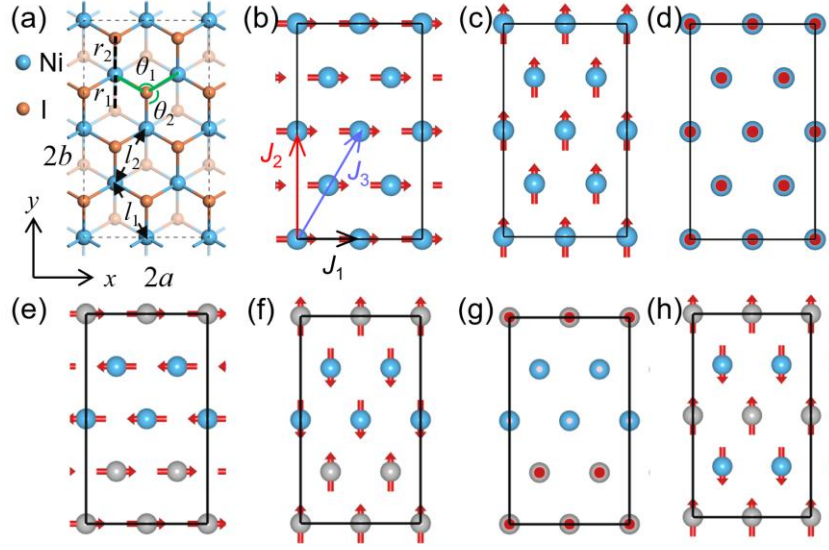 (a)
Ni
I
r₂
θ₁
r₁
θ₂
2b
l₂
l₁
y
x
2a
(b)
J₂
J₃
J₁
(c)
(d)
(e)
(f)
(g)
(h)